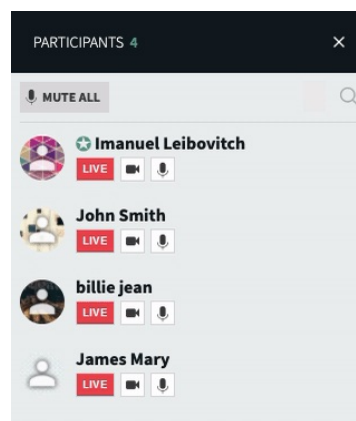 PARTICIPANTS 4
MUTE ALL
Imanuel Leibovitch
LIVE
John Smith
LIVE
billie jean
LIVE
James Mary
LIVE